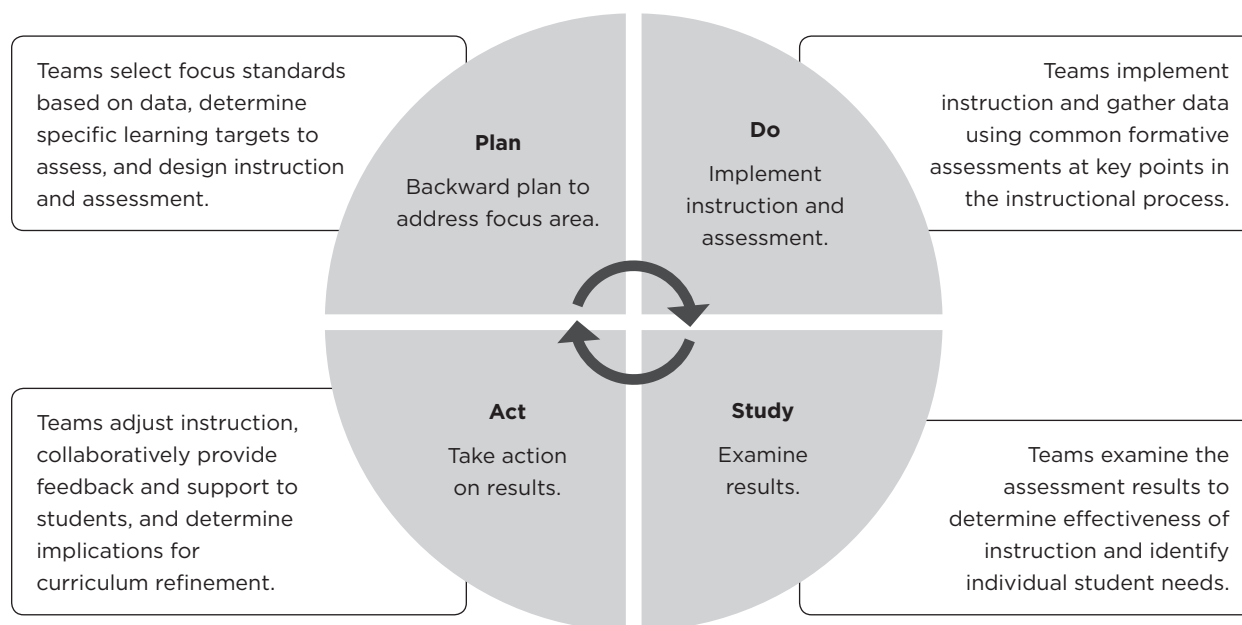 Teams select focus standards
based on data, determine
specific learning targets to
assess, and design instruction
and assessment.
Plan
Backward plan to
address focus area.
Do
Implement
instruction and
assessment.
Teams implement
instruction and gather data
using common formative
assessments at key points in
the instructional process.
Teams adjust instruction,
collaboratively provide
feedback and support to
students, and determine
implications for
curriculum refinement.
Act
Take action
on results.
Study
Examine
results.
Teams examine the
assessment results to
determine effectiveness of
instruction and identify
individual student needs.